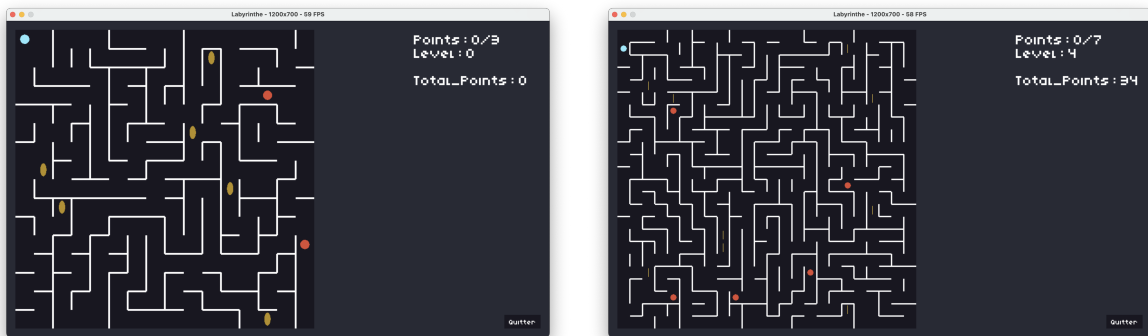 Labyrinthe - 1200x700 - 59 FPS
Points:0/3
Level:0
Total_Points:0
Quitter
Labyrinthe - 1200x700 - 58 FPS
Points:0/7
Level:4
Total_Points:34
Quitter